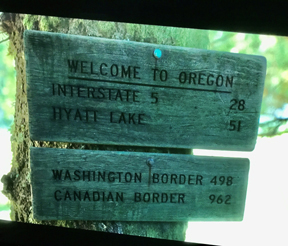 WELCOME TO OREGON
INTERSTATE 5 28
HYATT LAKE 51
WASHINGTON BORDER 498
CANADIAN BORDER 962